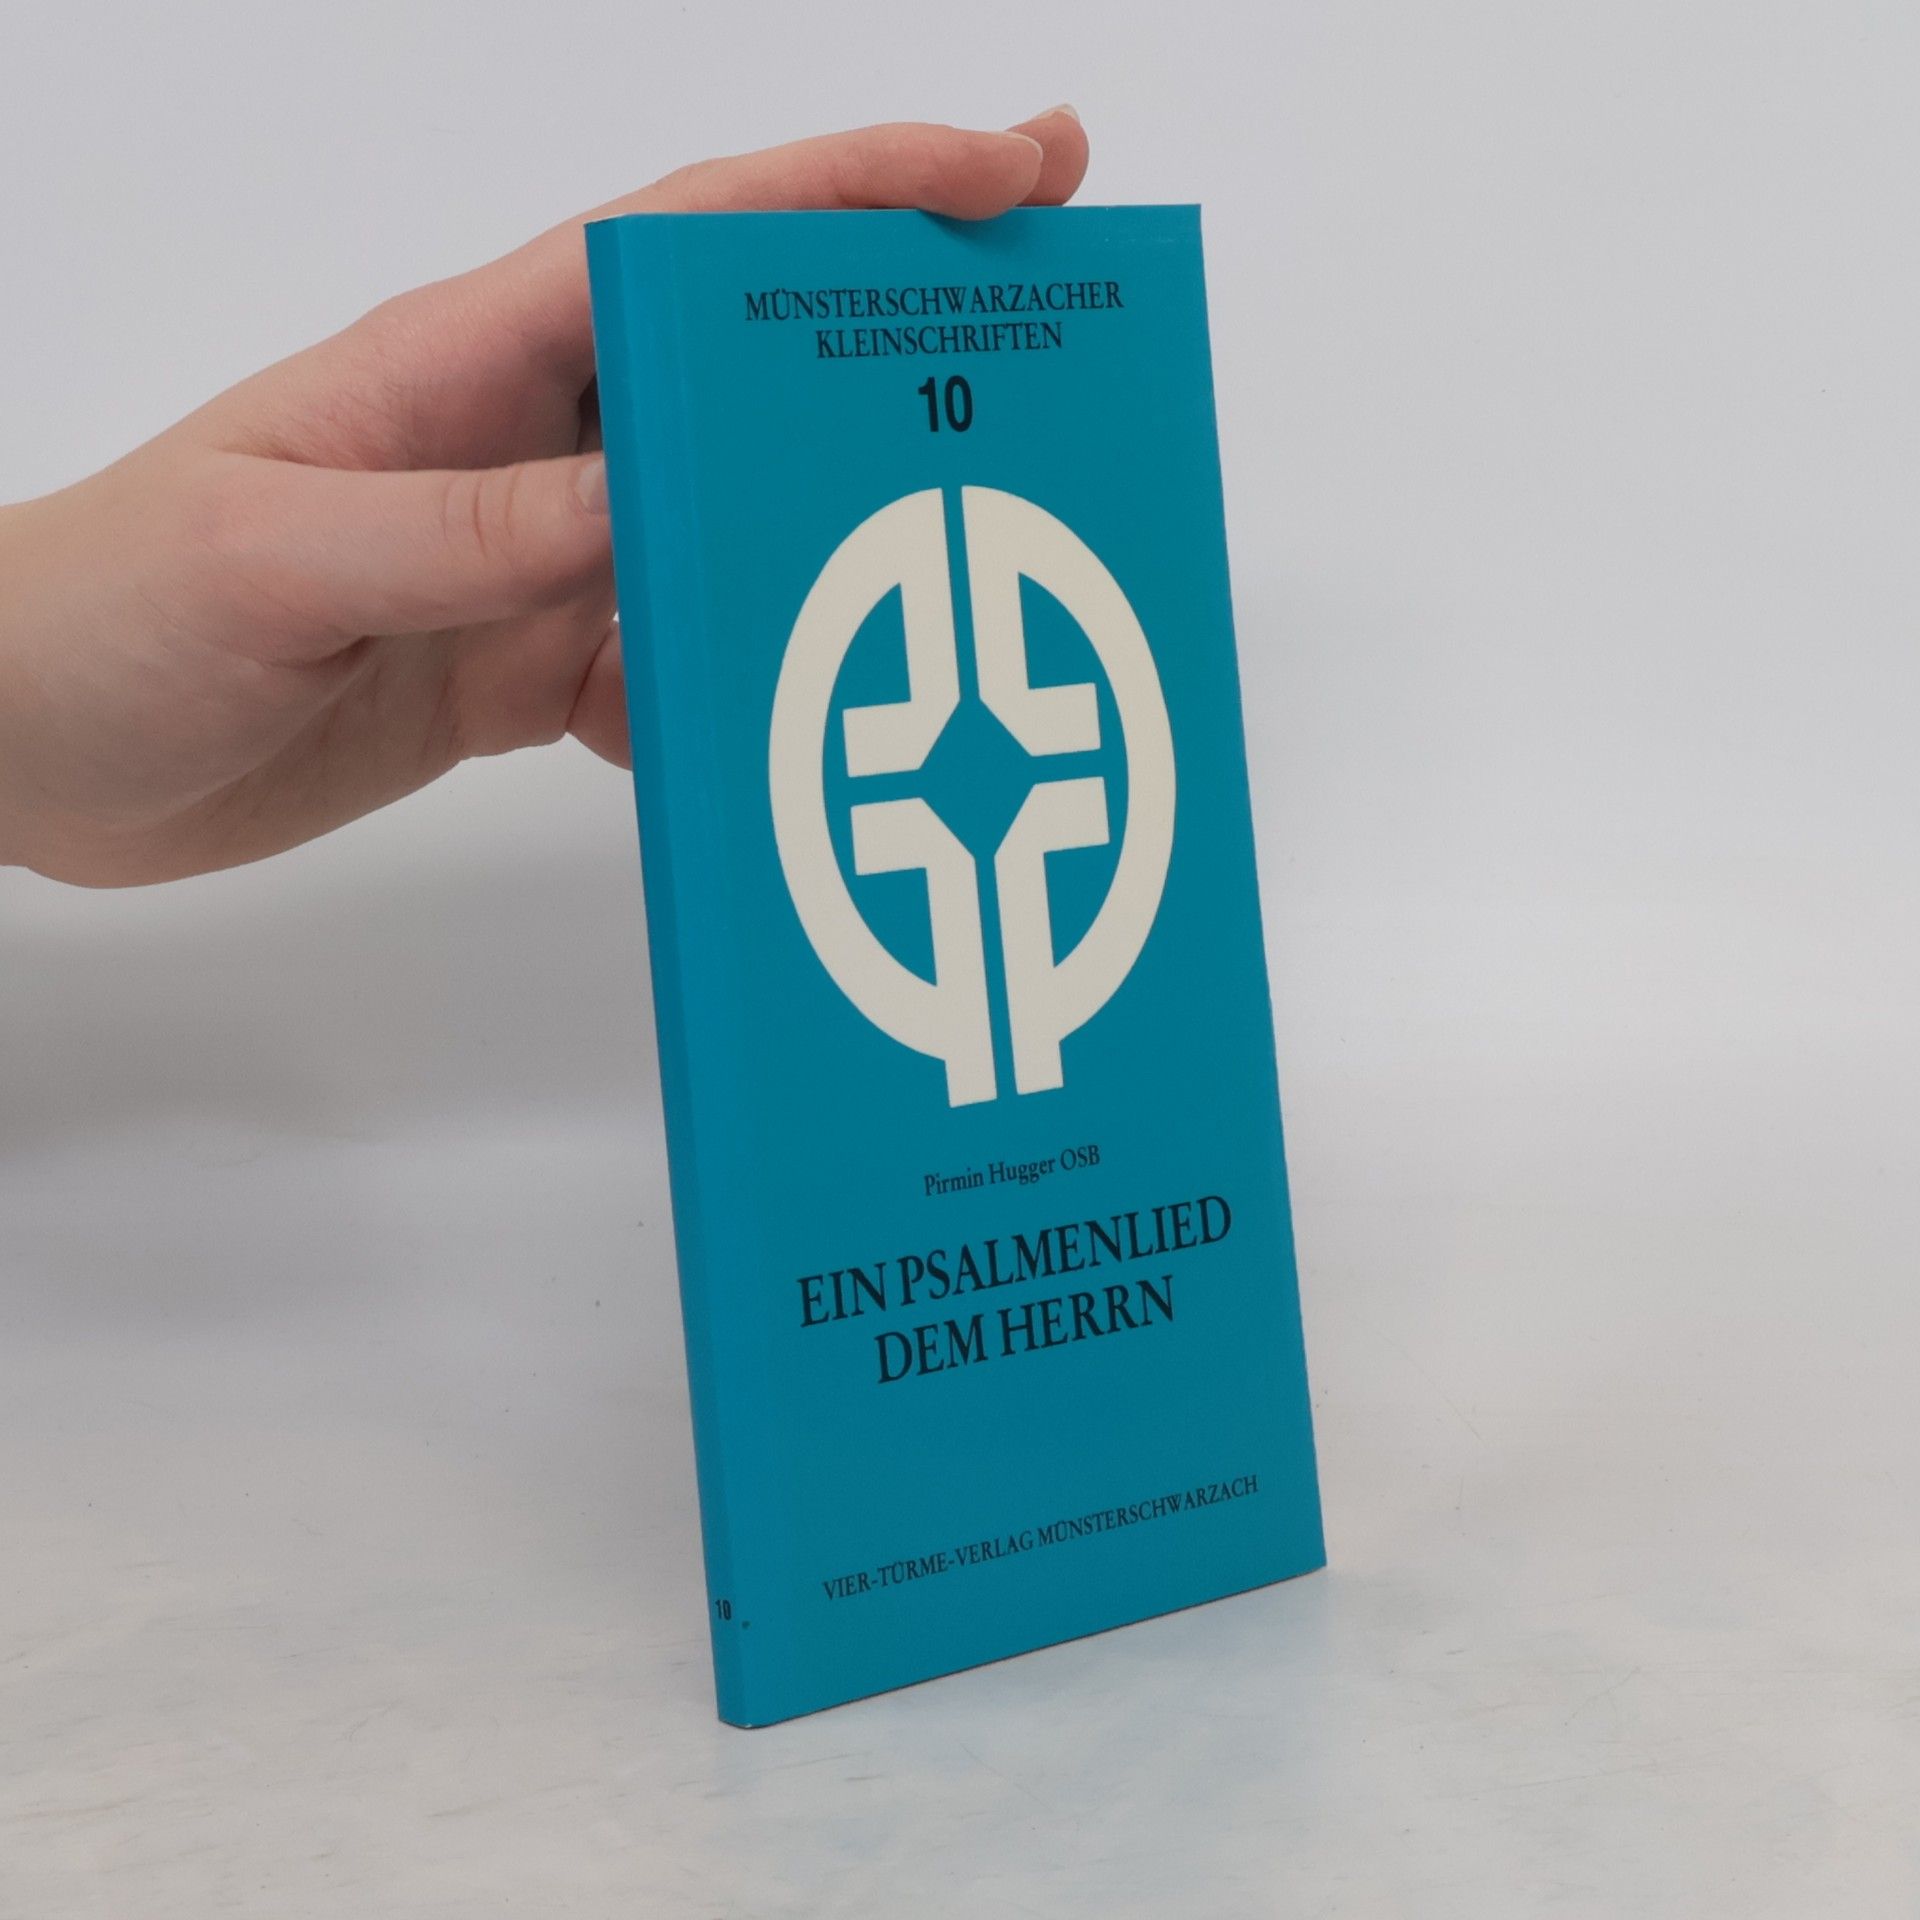 MÜNSTERSCHWARZACHER
KLEINSCHRIFTEN
10
Pirmin Hugger OSB
EIN PSALMENLIED
DEM HERRN
VIER-TÜRME-VERLAG MÜNSTERSCHWARZACH
10